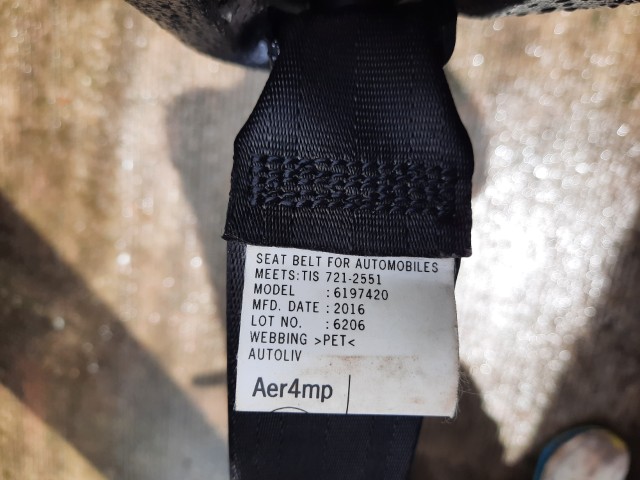 SEAT BELT FOR AUTOMOBILES
MEETS:TIS 721-2551
MODEL : 6197420
MFD. DATE : 2016
LOT NO. : 6206
WEBBING >PET<
AUTOLIV
Aer4mp